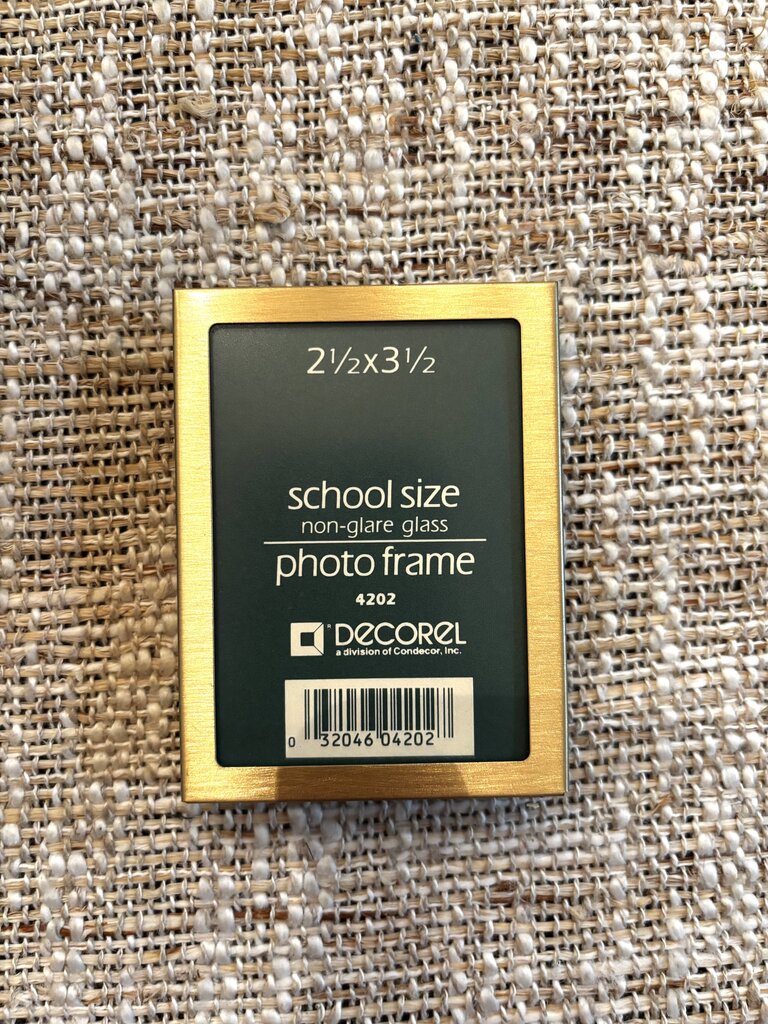 2½x3½
school size
non-glare glass
photo frame
4202
® DECOREL
a division of Condecor, Inc.
0 32046 04202